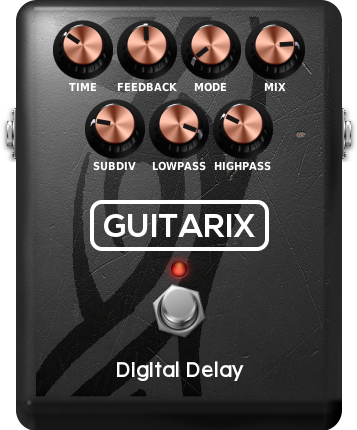 TIME FEEDBACK MODE MIX
SUBDIV LOWPASS HIGHPASS
GUITARIX
Digital Delay